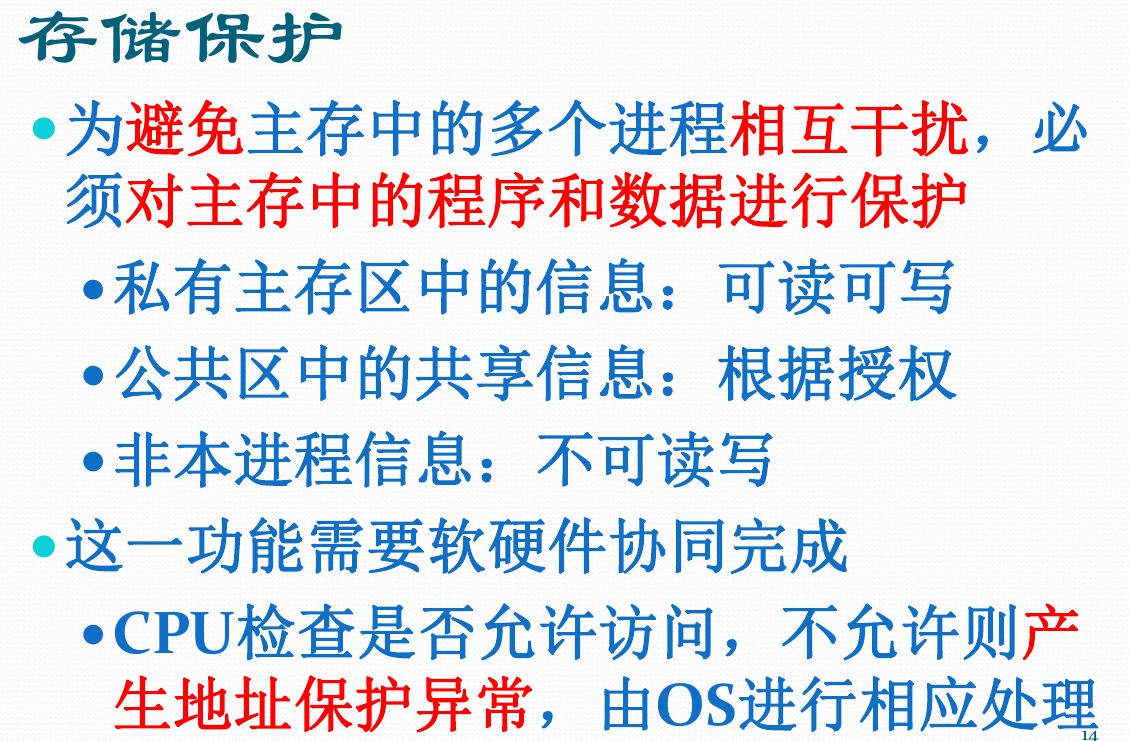 存储保护
•为避免主存中的多个进程相互干扰，必
须对主存中的程序和数据进行保护
•私有主存区中的信息：可读可写
•公共区中的共享信息：根据授权
•非本进程信息：不可读写
•这一功能需要软硬件协同完成
•CPU检查是否允许访问，不允许则产
生地址保护异常，由OS进行相应处理
14